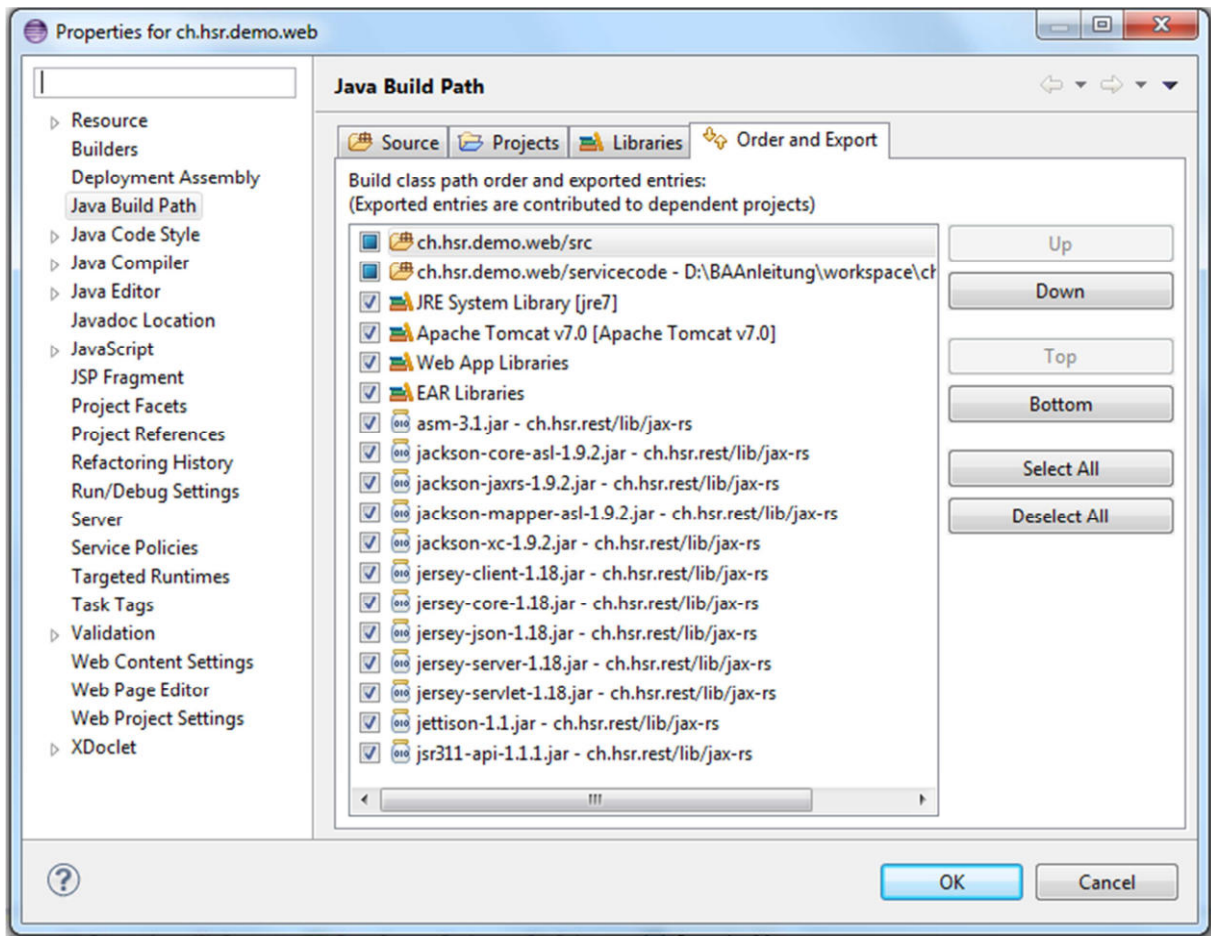 Properties for ch.hsr.demo.web
Resource
Builders
Deployment Assembly
Java Build Path
Java Code Style
Java Compiler
Java Editor
Javadoc Location
JavaScript
JSP Fragment
Project Facets
Project References
Refactoring History
Run/Debug Settings
Server
Service Policies
Targeted Runtimes
Task Tags
Validation
Web Content Settings
Web Page Editor
Web Project Settings
XDoclet
Java Build Path
Source Projects Libraries Order and Export
Build class path order and exported entries:
(Exported entries are contributed to dependent projects)
ch.hsr.demo.web/src
ch.hsr.demo.web/servicecode - D:\BAAnleitung\workspace\ch
JRE System Library [jre7]
Apache Tomcat v7.0 [Apache Tomcat v7.0]
Web App Libraries
EAR Libraries
asm-3.1.jar - ch.hsr.rest/lib/jax-rs
jackson-core-asl-1.9.2.jar - ch.hsr.rest/lib/jax-rs
jackson-jaxrs-1.9.2.jar - ch.hsr.rest/lib/jax-rs
jackson-mapper-asl-1.9.2.jar - ch.hsr.rest/lib/jax-rs
jackson-xc-1.9.2.jar - ch.hsr.rest/lib/jax-rs
jersey-client-1.18.jar - ch.hsr.rest/lib/jax-rs
jersey-core-1.18.jar - ch.hsr.rest/lib/jax-rs
jersey-json-1.18.jar - ch.hsr.rest/lib/jax-rs
jersey-server-1.18.jar - ch.hsr.rest/lib/jax-rs
jersey-servlet-1.18.jar - ch.hsr.rest/lib/jax-rs
jettison-1.1.jar - ch.hsr.rest/lib/jax-rs
jsr311-api-1.1.1.jar - ch.hsr.rest/lib/jax-rs
Up
Down
Top
Bottom
Select All
Deselect All
OK Cancel